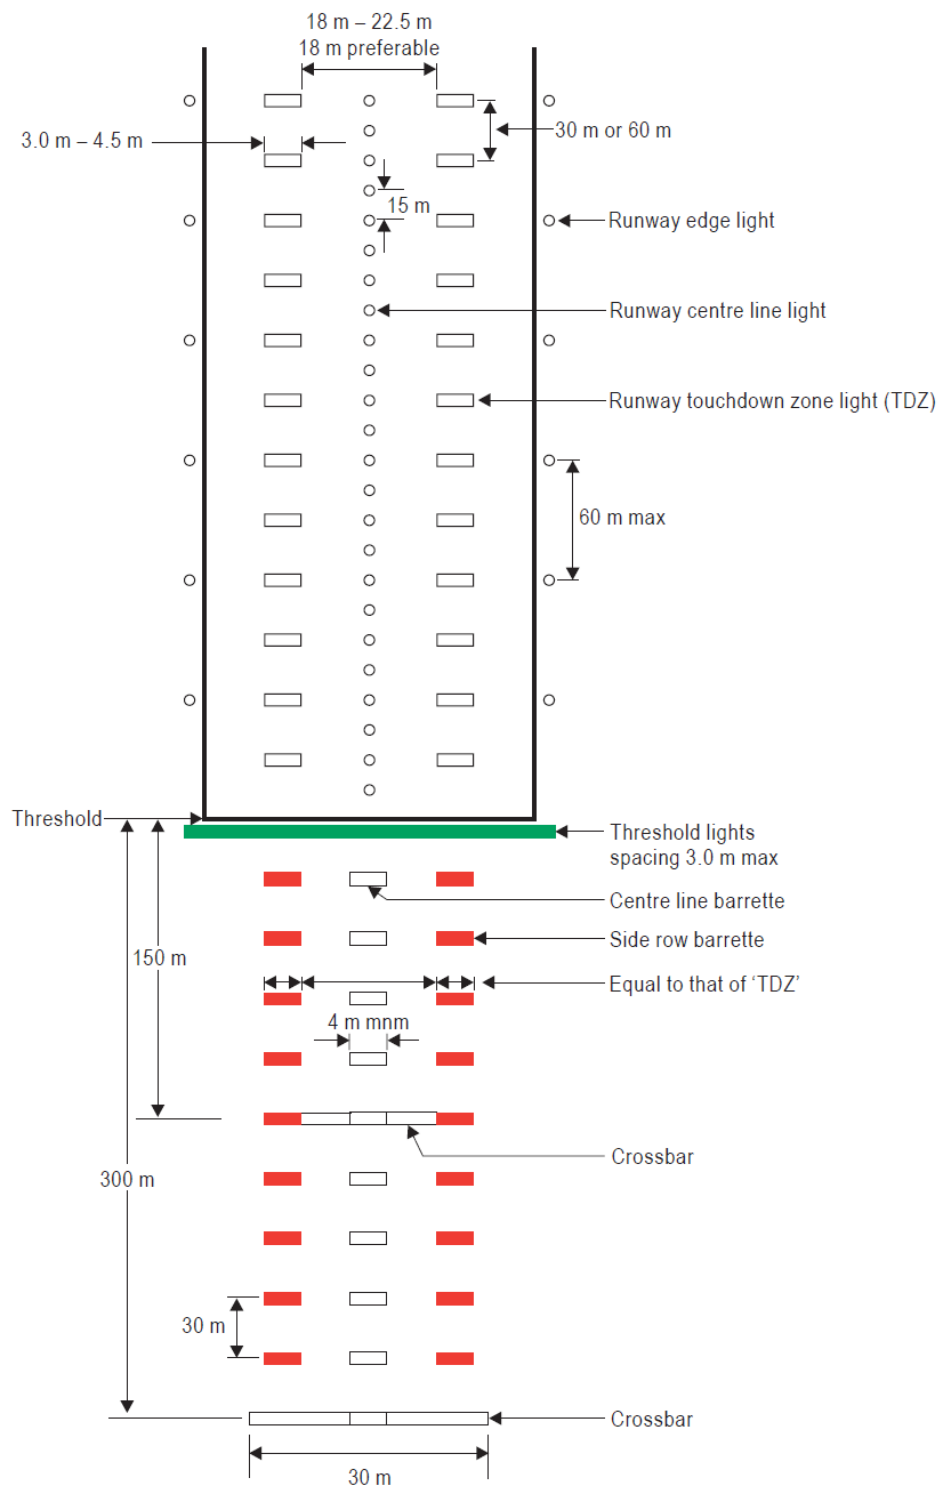 18 m – 22.5 m
18 m preferable
3.0 m – 4.5 m
30 m or 60 m
15 m
Runway edge light
Runway centre line light
Runway touchdown zone light (TDZ)
60 m max
Threshold
Threshold lights
spacing 3.0 m max
Centre line barrette
Side row barrette
150 m
Equal to that of ‘TDZ’
4 m mnm
Crossbar
300 m
30 m
Crossbar
30 m